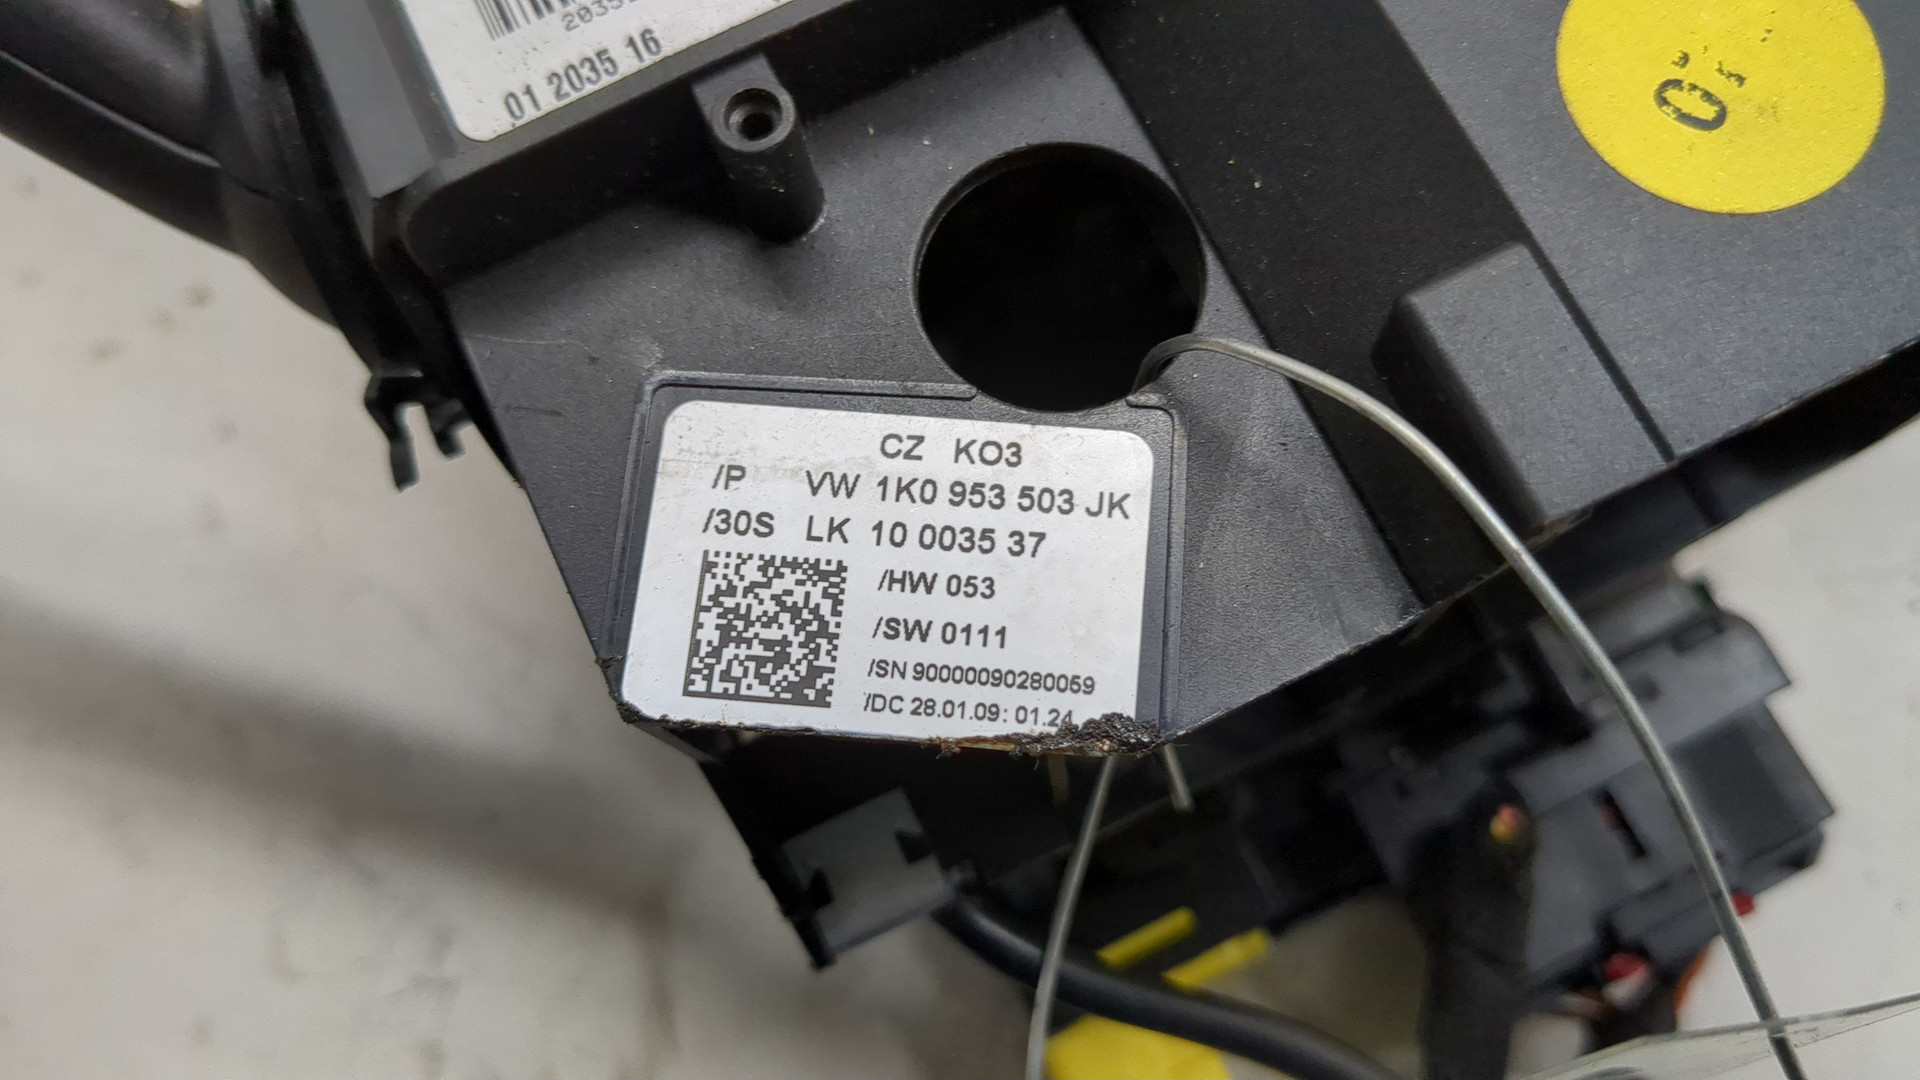 01 2035 16
CZ KO3
/P VW 1K0 953 503 JK
/30S LK 10 0035 37
/HW 053
/SW 0111
/SN 90000090280059
/DC 28.01.09: 01.24